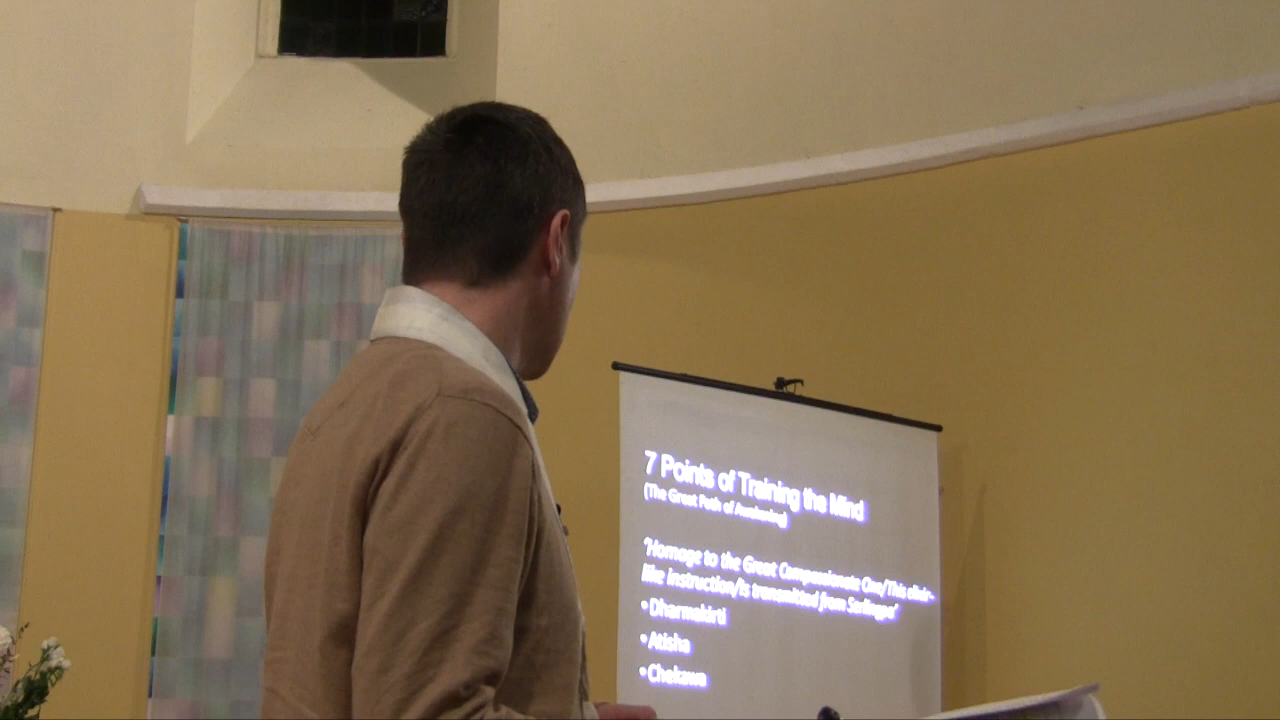 7 Points of Training the Mind
(The Great Path of Awakening)
'Homage to the Great Compassionate One/This elixir-
like instruction/Is transmitted from Serlingpa'
• Dharmakirti
• Atisha
• Chekawa